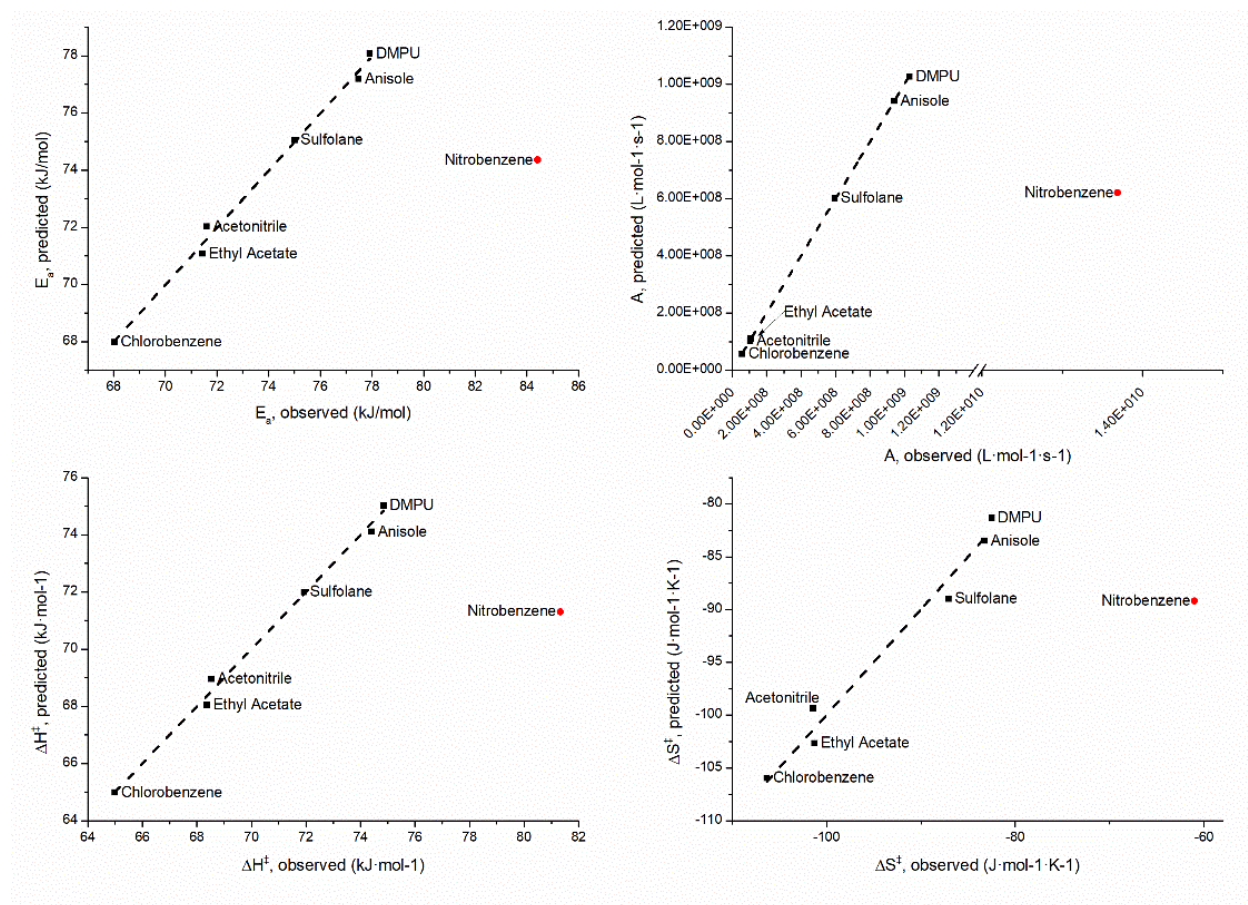 78
76
74
72
70
68
68
70
72
74
76
78
80
82
84
86
Eₐ, predicted (kJ/mol)
Eₐ, observed (kJ/mol)
DMPU
Anisole
Sulfolane
Nitrobenzene
Acetonitrile
Ethyl Acetate
Chlorobenzene
1.20E+009
1.00E+009
8.00E+008
6.00E+008
4.00E+008
2.00E+008
0.00E+000
0.00E+000
2.00E+008
4.00E+008
6.00E+008
8.00E+008
1.00E+009
1.20E+009
1.20E+010
1.40E+010
A, predicted (L·mol-1·s-1)
A, observed (L·mol-1·s-1)
DMPU
Anisole
Sulfolane
Nitrobenzene
Ethyl Acetate
Acetonitrile
Chlorobenzene
76
74
72
70
68
66
64
64
66
68
70
72
74
76
78
80
82
ΔH‡, predicted (kJ·mol-1)
ΔH‡, observed (kJ·mol-1)
DMPU
Anisole
Sulfolane
Nitrobenzene
Acetonitrile
Ethyl Acetate
Chlorobenzene
-80
-85
-90
-95
-100
-105
-110
-100
-80
-60
ΔS‡, predicted (J·mol-1·K-1)
ΔS‡, observed (J·mol-1·K-1)
DMPU
Anisole
Sulfolane
Nitrobenzene
Acetonitrile
Ethyl Acetate
Chlorobenzene